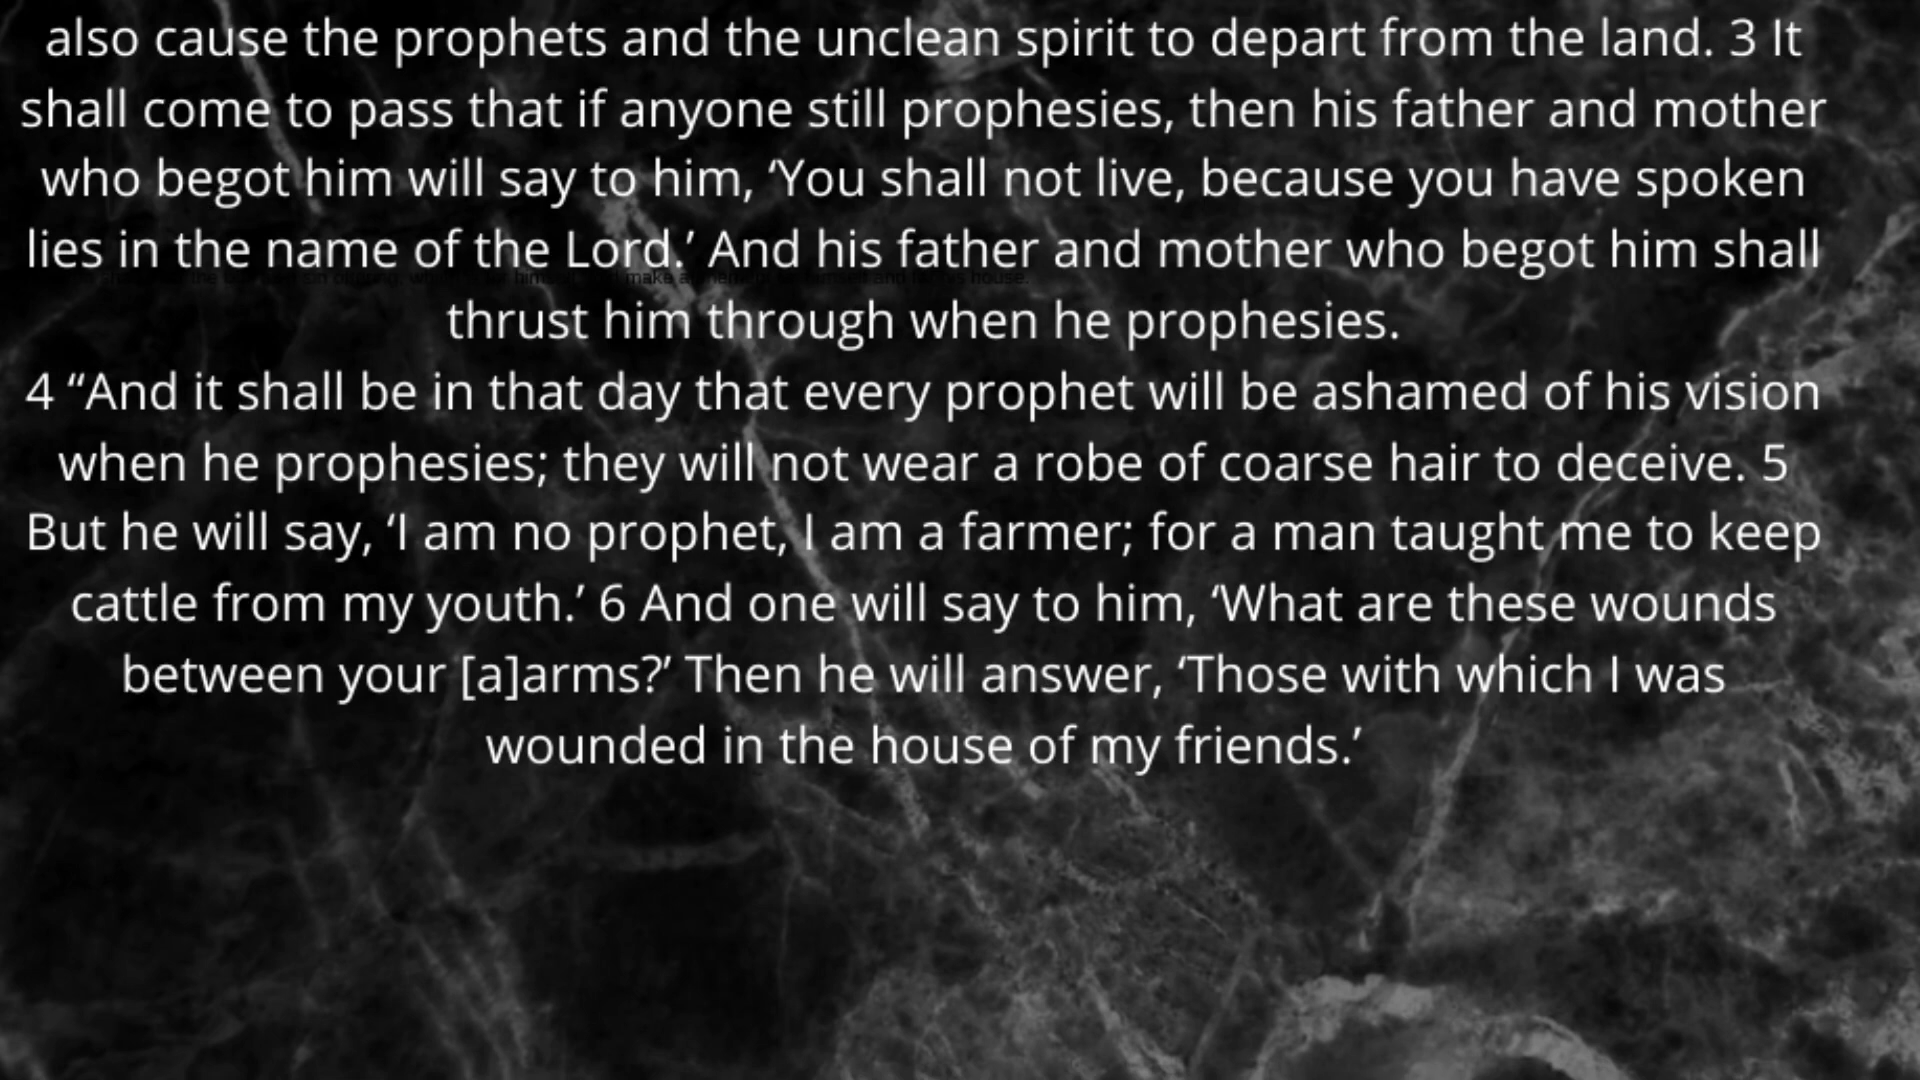 also cause the prophets and the unclean spirit to depart from the land. 3 It
shall come to pass that if anyone still prophesies, then his father and mother
who begot him will say to him, ‘You shall not live, because you have spoken
lies in the name of the Lord.’ And his father and mother who begot him shall
make himself and house.
thrust him through when he prophesies.
4 “And it shall be in that day that every prophet will be ashamed of his vision
when he prophesies; they will not wear a robe of coarse hair to deceive. 5
But he will say, ‘I am no prophet, I am a farmer; for a man taught me to keep
cattle from my youth.’ 6 And one will say to him, ‘What are these wounds
between your [a]arms?’ Then he will answer, ‘Those with which I was
wounded in the house of my friends.’